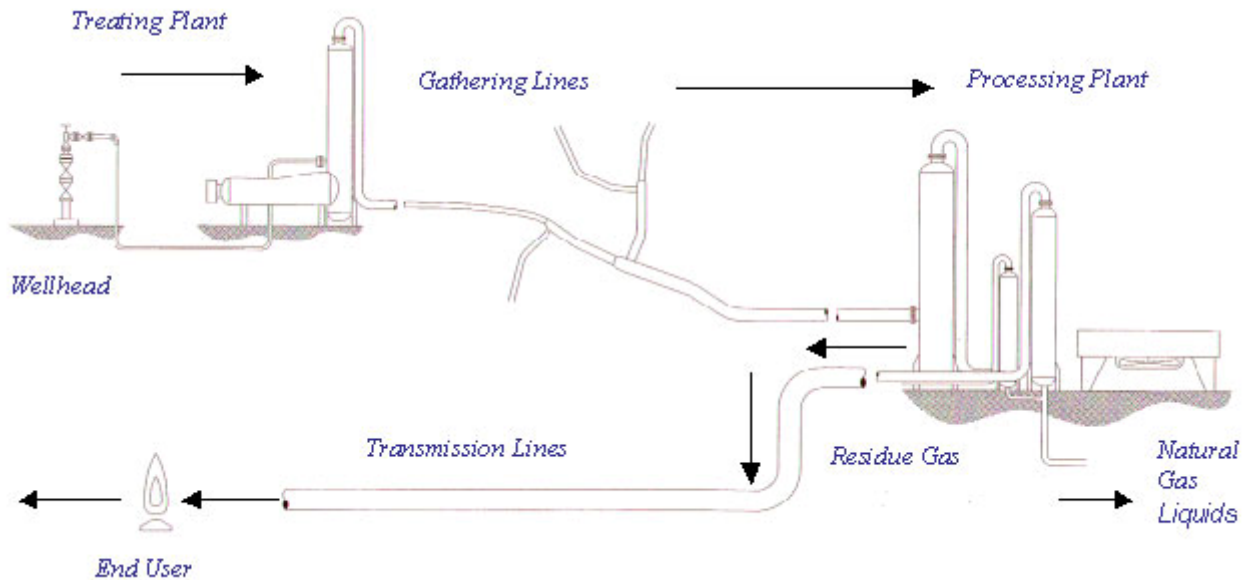 Treating Plant
Gathering Lines
Processing Plant
Wellhead
Transmission Lines
Residue Gas
Natural
Gas
Liquids
End User